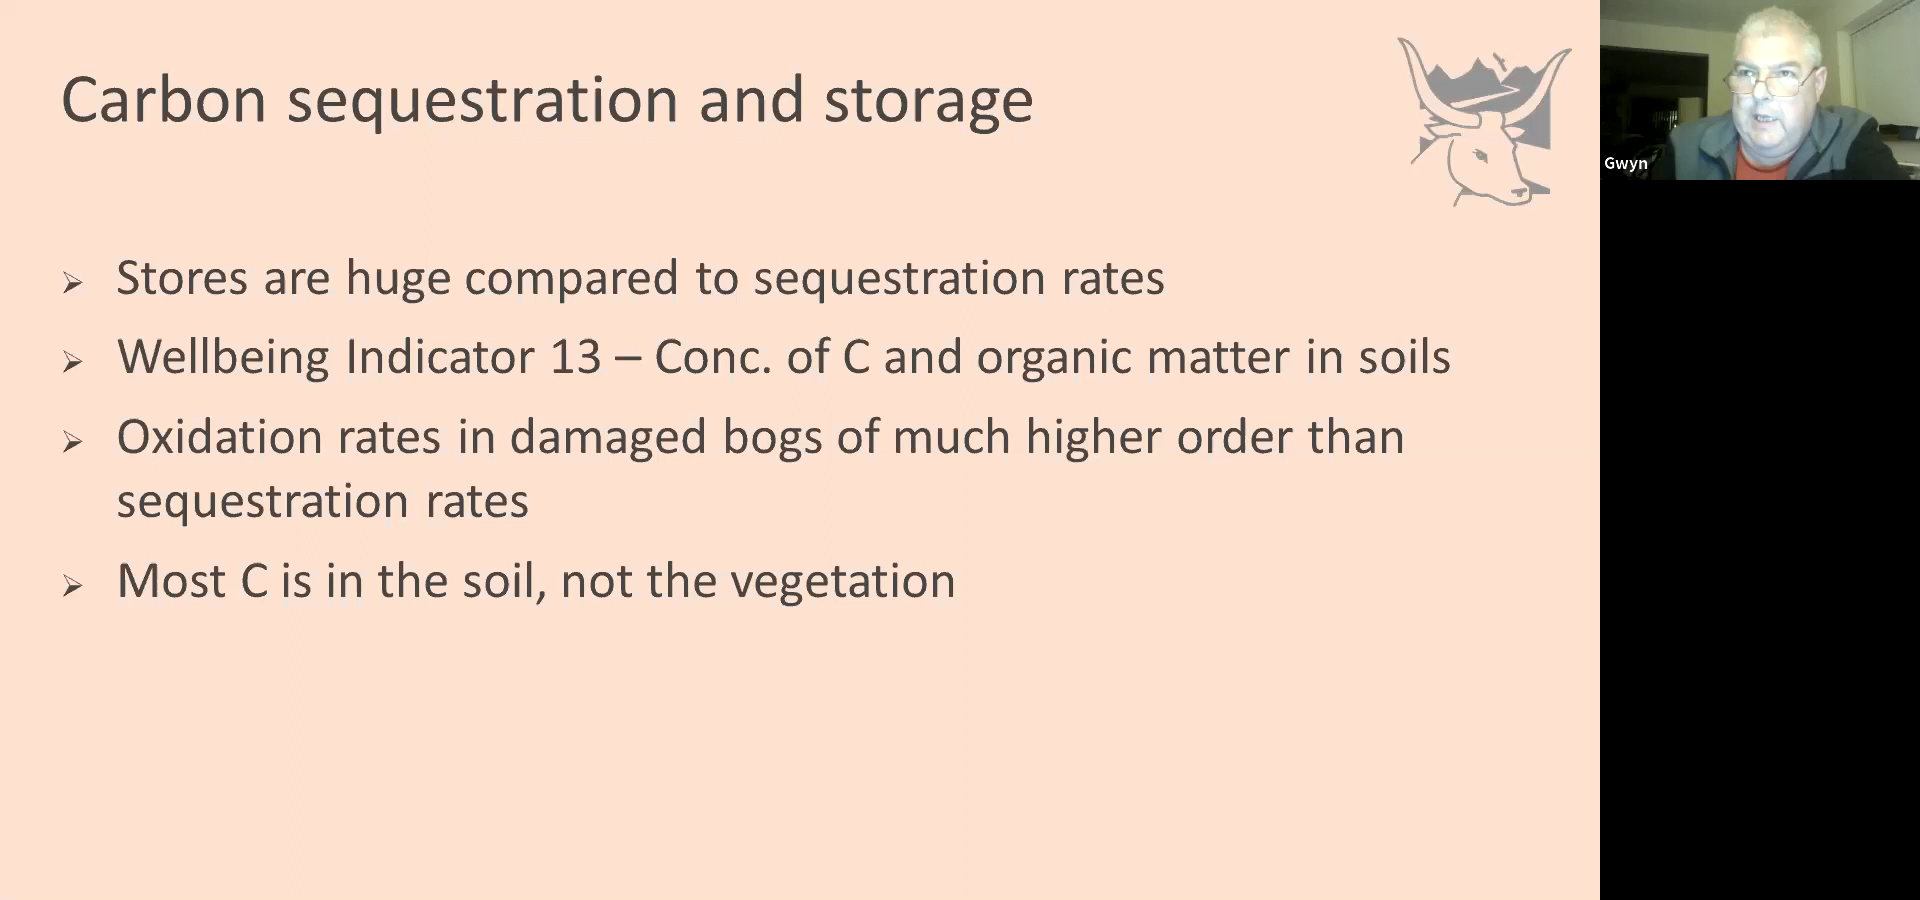 Carbon sequestration and storage
Stores are huge compared to sequestration rates
Wellbeing Indicator 13 – Conc. of C and organic matter in soils
Oxidation rates in damaged bogs of much higher order than
sequestration rates
Most C is in the soil, not the vegetation
Gwyn